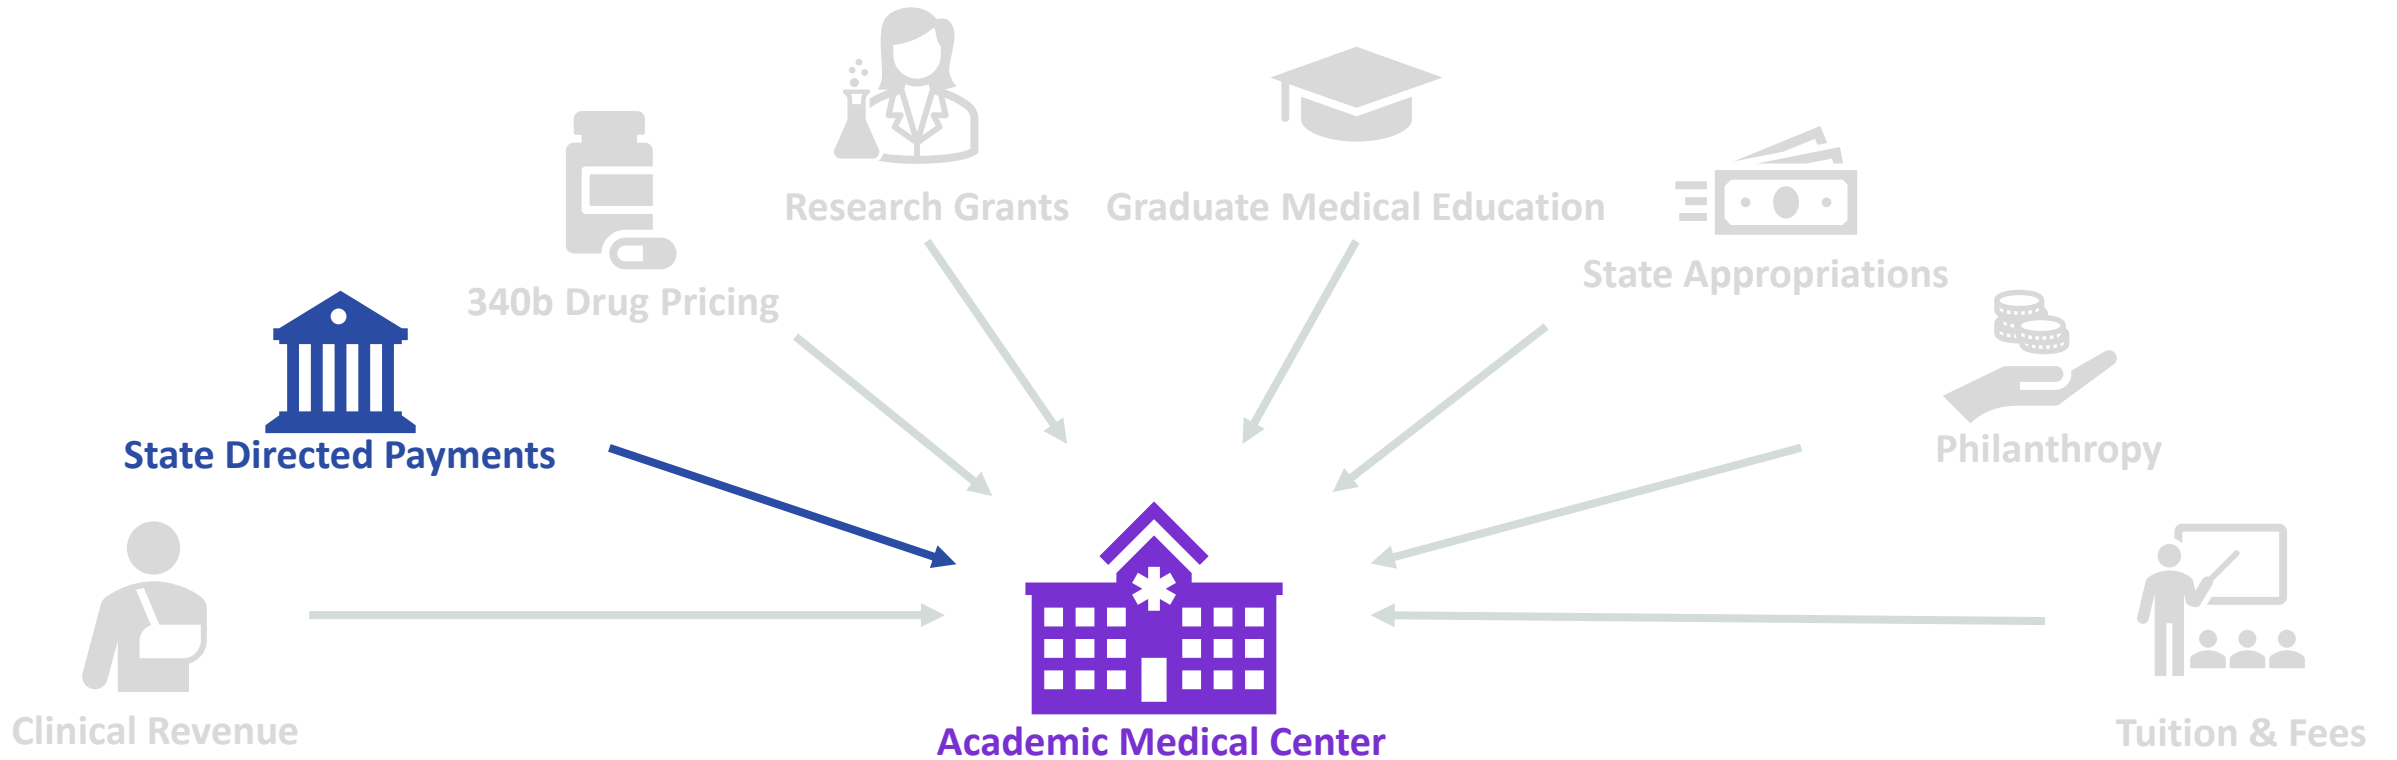 Research Grants
Graduate Medical Education
State Appropriations
340b Drug Pricing
State Directed Payments
Philanthropy
Clinical Revenue
Academic Medical Center
Tuition & Fees